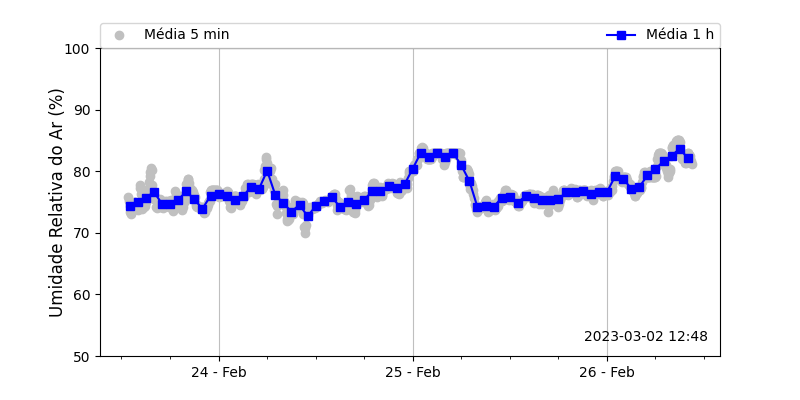 Média 5 min
Média 1 h
100
90
80
70
60
50
Umidade Relativa do Ar (%)
2023-03-02 12:48
24 - Feb
25 - Feb
26 - Feb